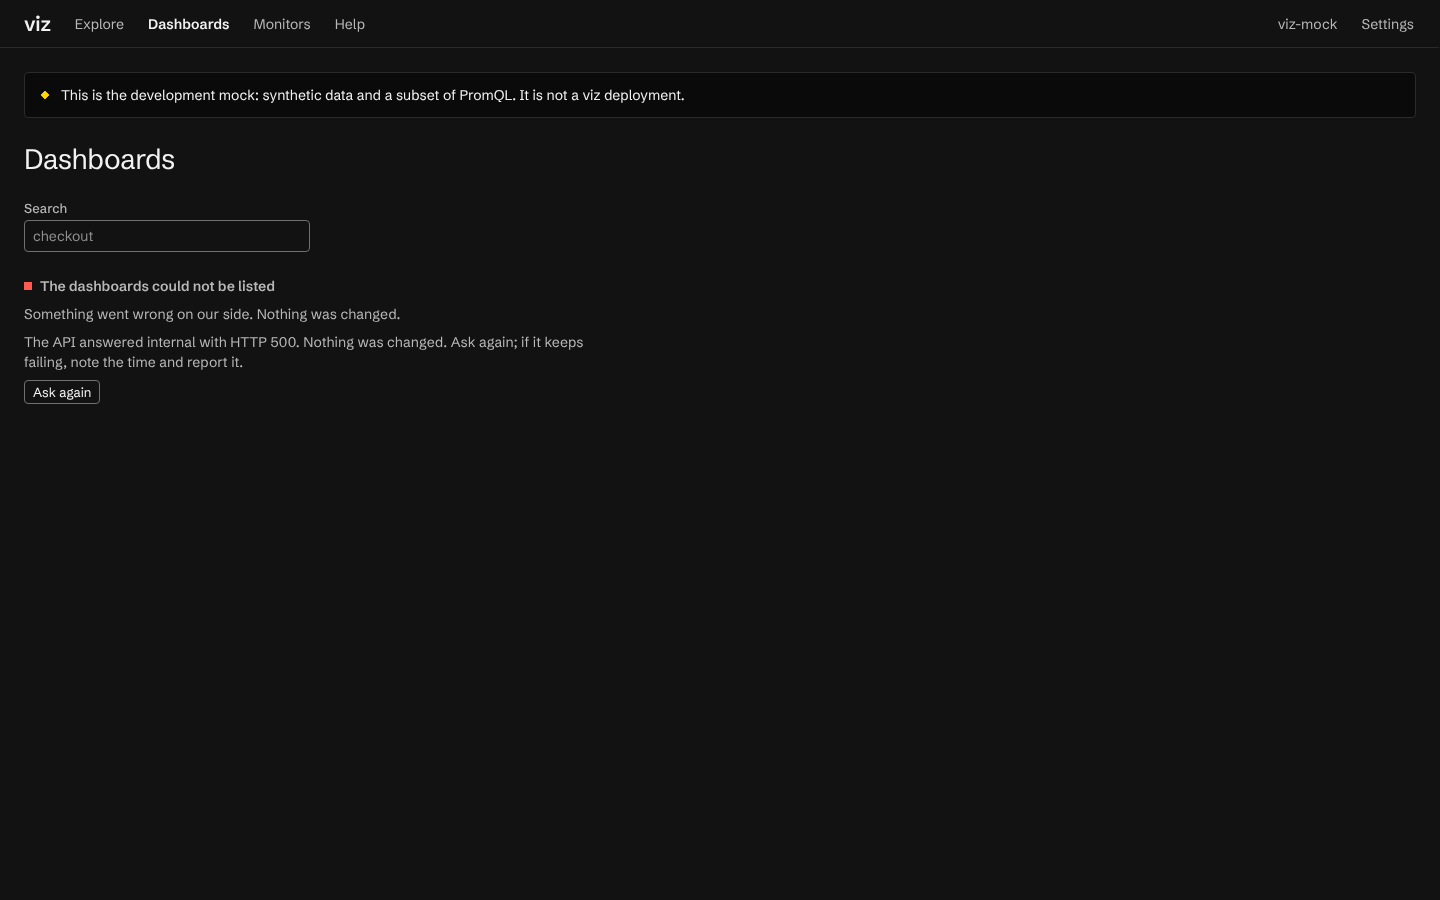 viz Explore Dashboards Monitors Help viz-mock Settings
This is the development mock: synthetic data and a subset of PromQL. It is not a viz deployment.
Dashboards
Search
checkout
The dashboards could not be listed
Something went wrong on our side. Nothing was changed.
The API answered internal with HTTP 500. Nothing was changed. Ask again; if it keeps
failing, note the time and report it.
Ask again